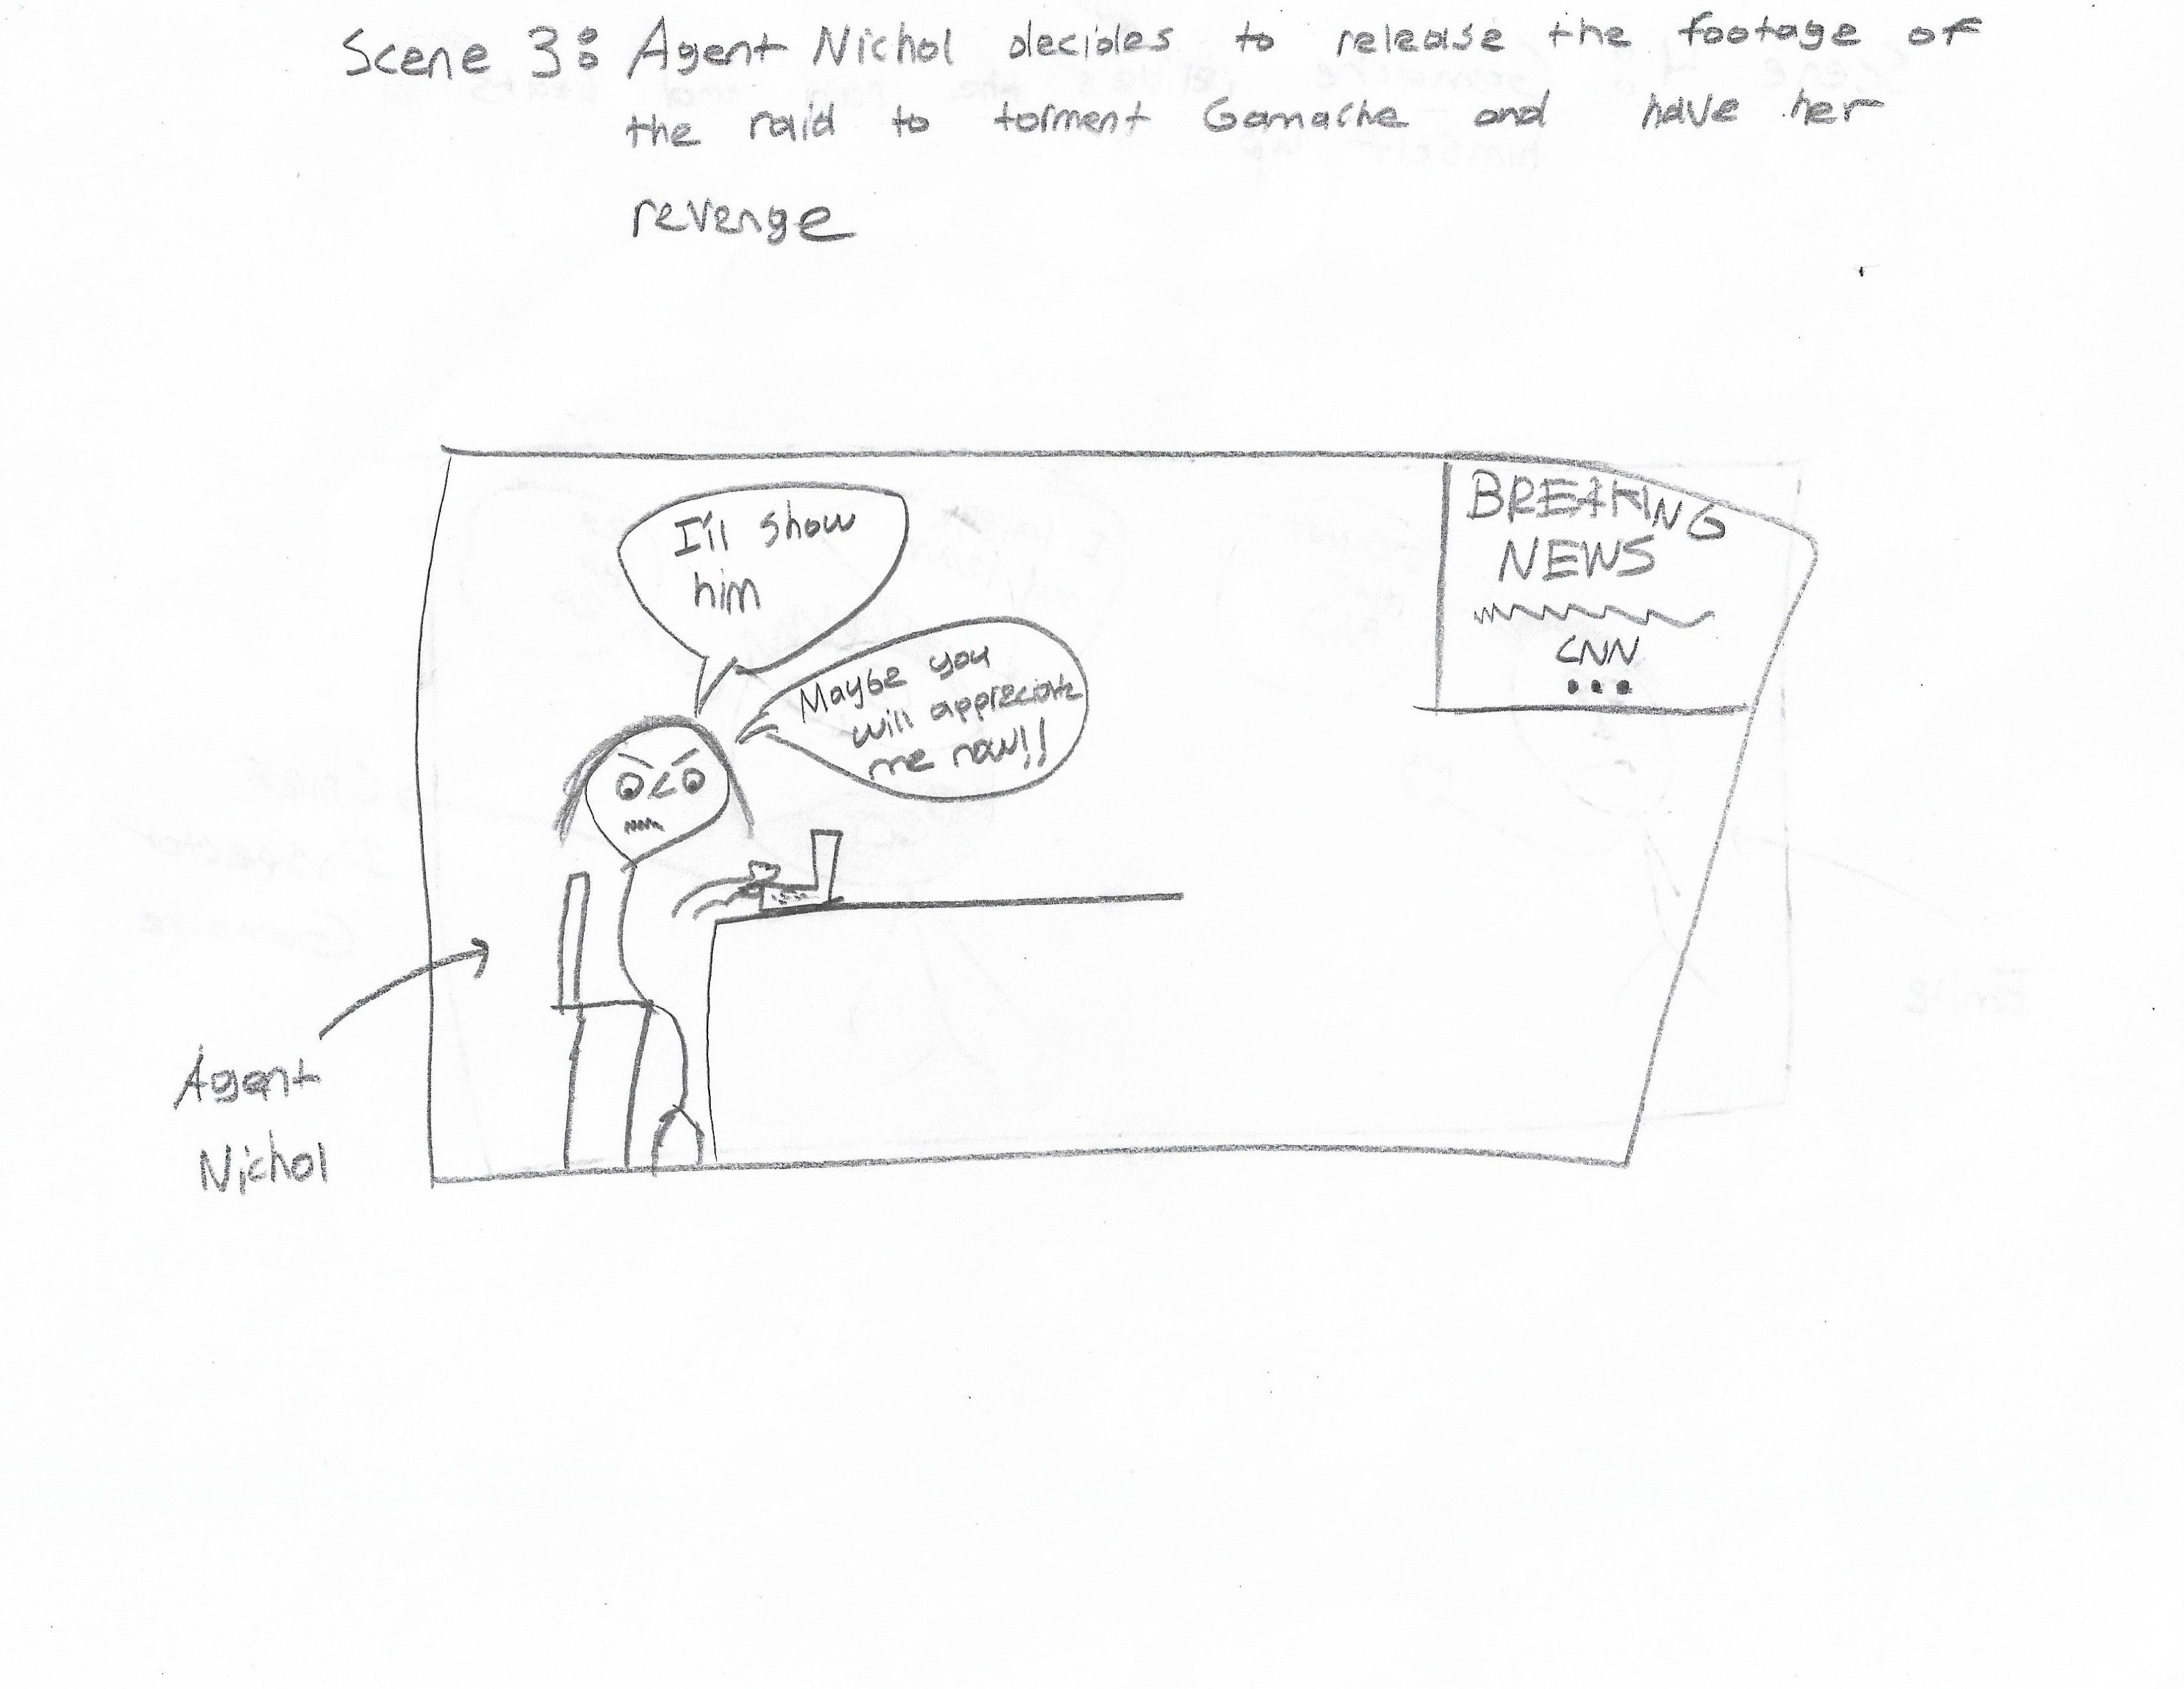 Scene 3: Agent Nichol decides to release the footage of
the raid to torment Gamache and have her
revenge
I'll show
him
Maybe you
will appreciate
me now!!
BREAKING
NEWS
CNN
Agent
Nichol